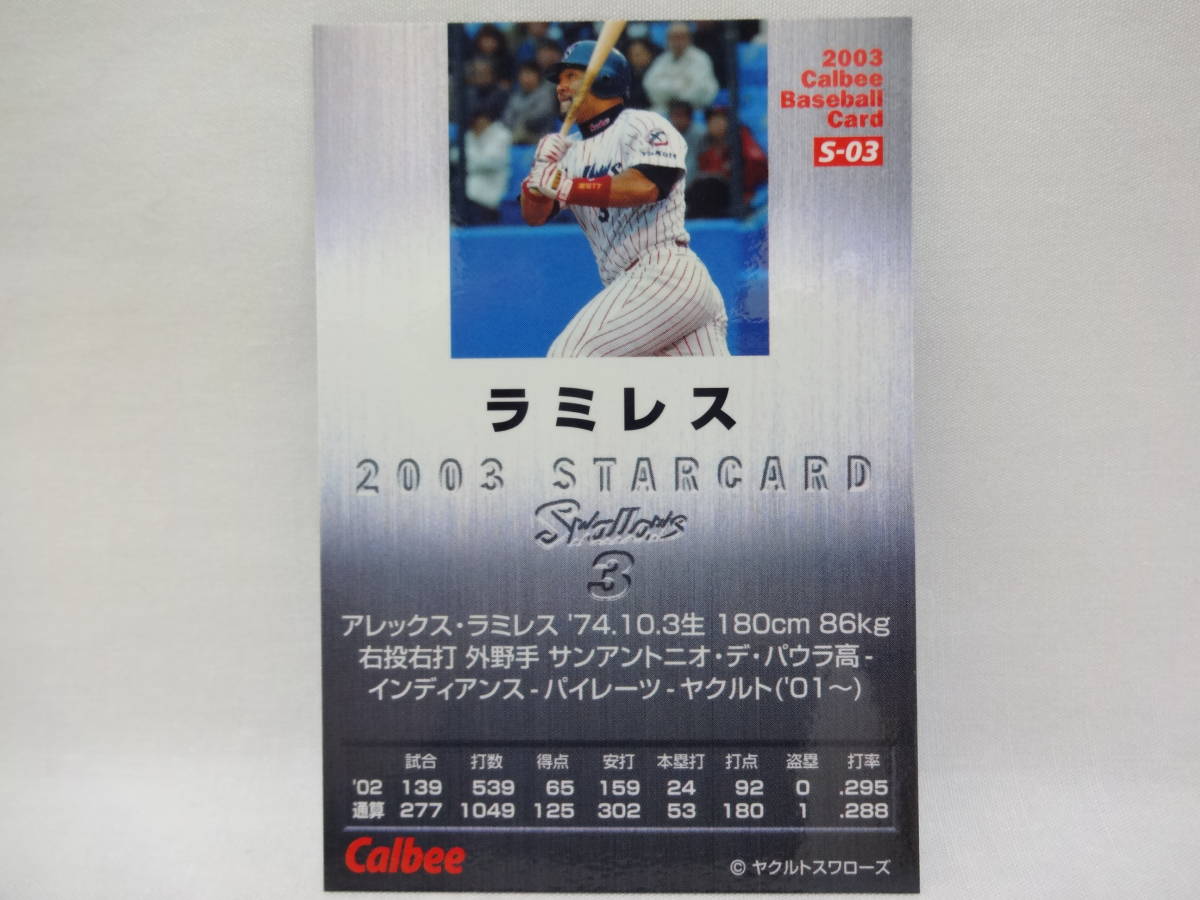 2003
Calbee
Baseball
Card
S-03
ラミレス
2003 STARCARD
Swallows
3
アレックス・ラミレス '74.10.3生 180cm 86kg
右投右打 外野手 サンアントニオ・デ・パウラ高-
インディアンス-パイレーツ-ヤクルト('01～)
試合 打数 得点 安打 本塁打 打点 盗塁 打率
'02 139 539 65 159 24 92 0 .295
通算 277 1049 125 302 53 180 1 .288
Calbee
© ヤクルトスワローズ